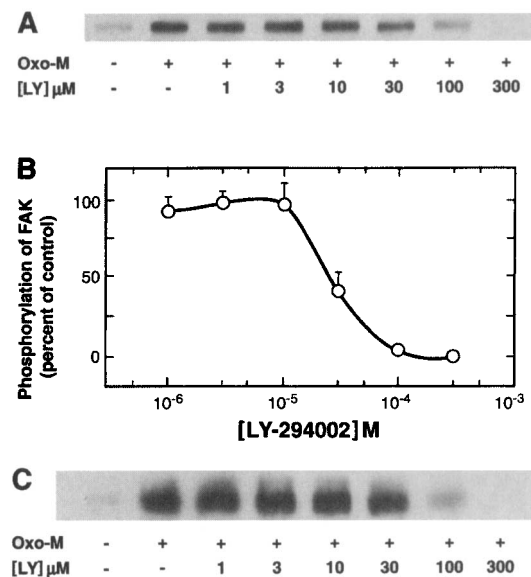 A
Oxo-M - + + + + + + +
[LY] μM - - 1 3 10 30 100 300
B
Phosphorylation of FAK
(percent of control)
100
50
0
10⁻⁶ 10⁻⁵ 10⁻⁴ 10⁻³
[LY-294002] M
C
Oxo-M - + + + + + + +
[LY] μM - - 1 3 10 30 100 300